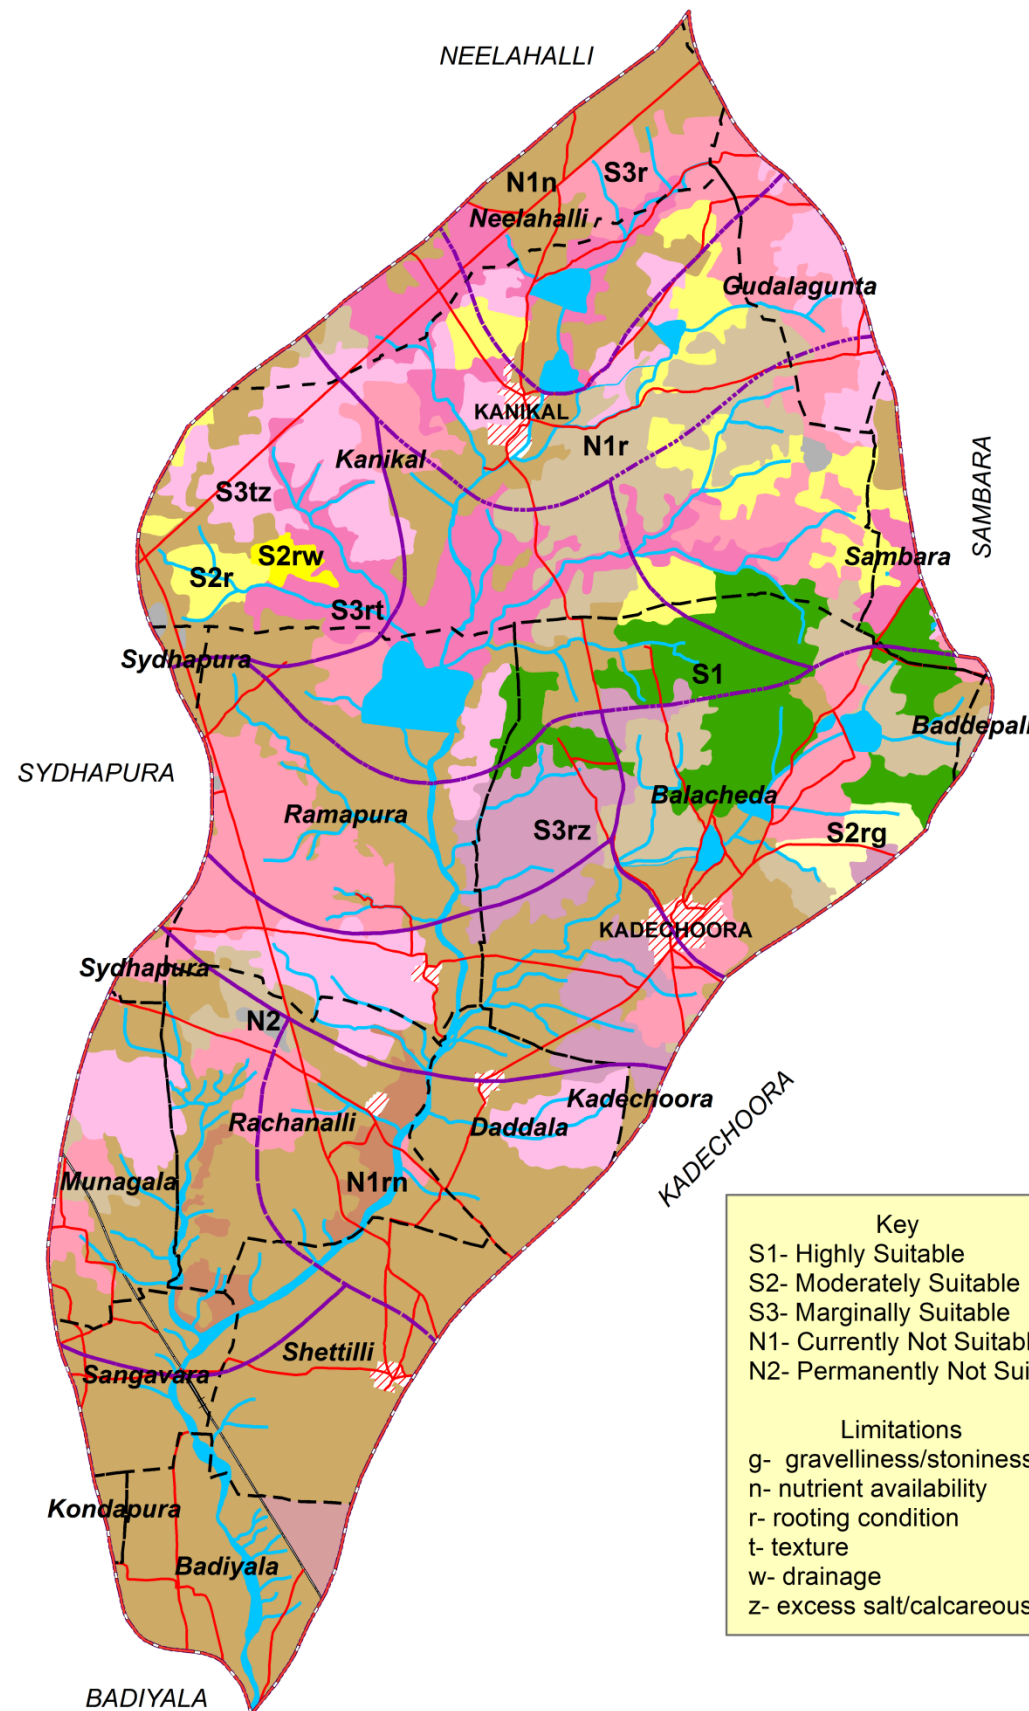 NEELAHALLI
S3r
N1n
Neelahalli
Gudalagunta
KANIKAL
N1r
Kanikal
S3tz
SAMBARA
S2rw
Sambara
S2r
S3rt
Sydhapura
S1
Baddepall
SYDHAPURA
Balacheda
Ramapura
S3rz
S2rg
KADECHOORA
Sydhapura
N2
Kadechoora
Rachanalli
Daddala
KADECHOORA
Munagala
N1rn
Key
S1- Highly Suitable
S2- Moderately Suitable
S3- Marginally Suitable
N1- Currently Not Suitabl
N2- Permanently Not Sui
Shettilli
Sangavara
Limitations
g- gravelliness/stoniness
n- nutrient availability
r- rooting condition
t- texture
w- drainage
z- excess salt/calcareous
Kondapura
Badiyala
BADIYALA